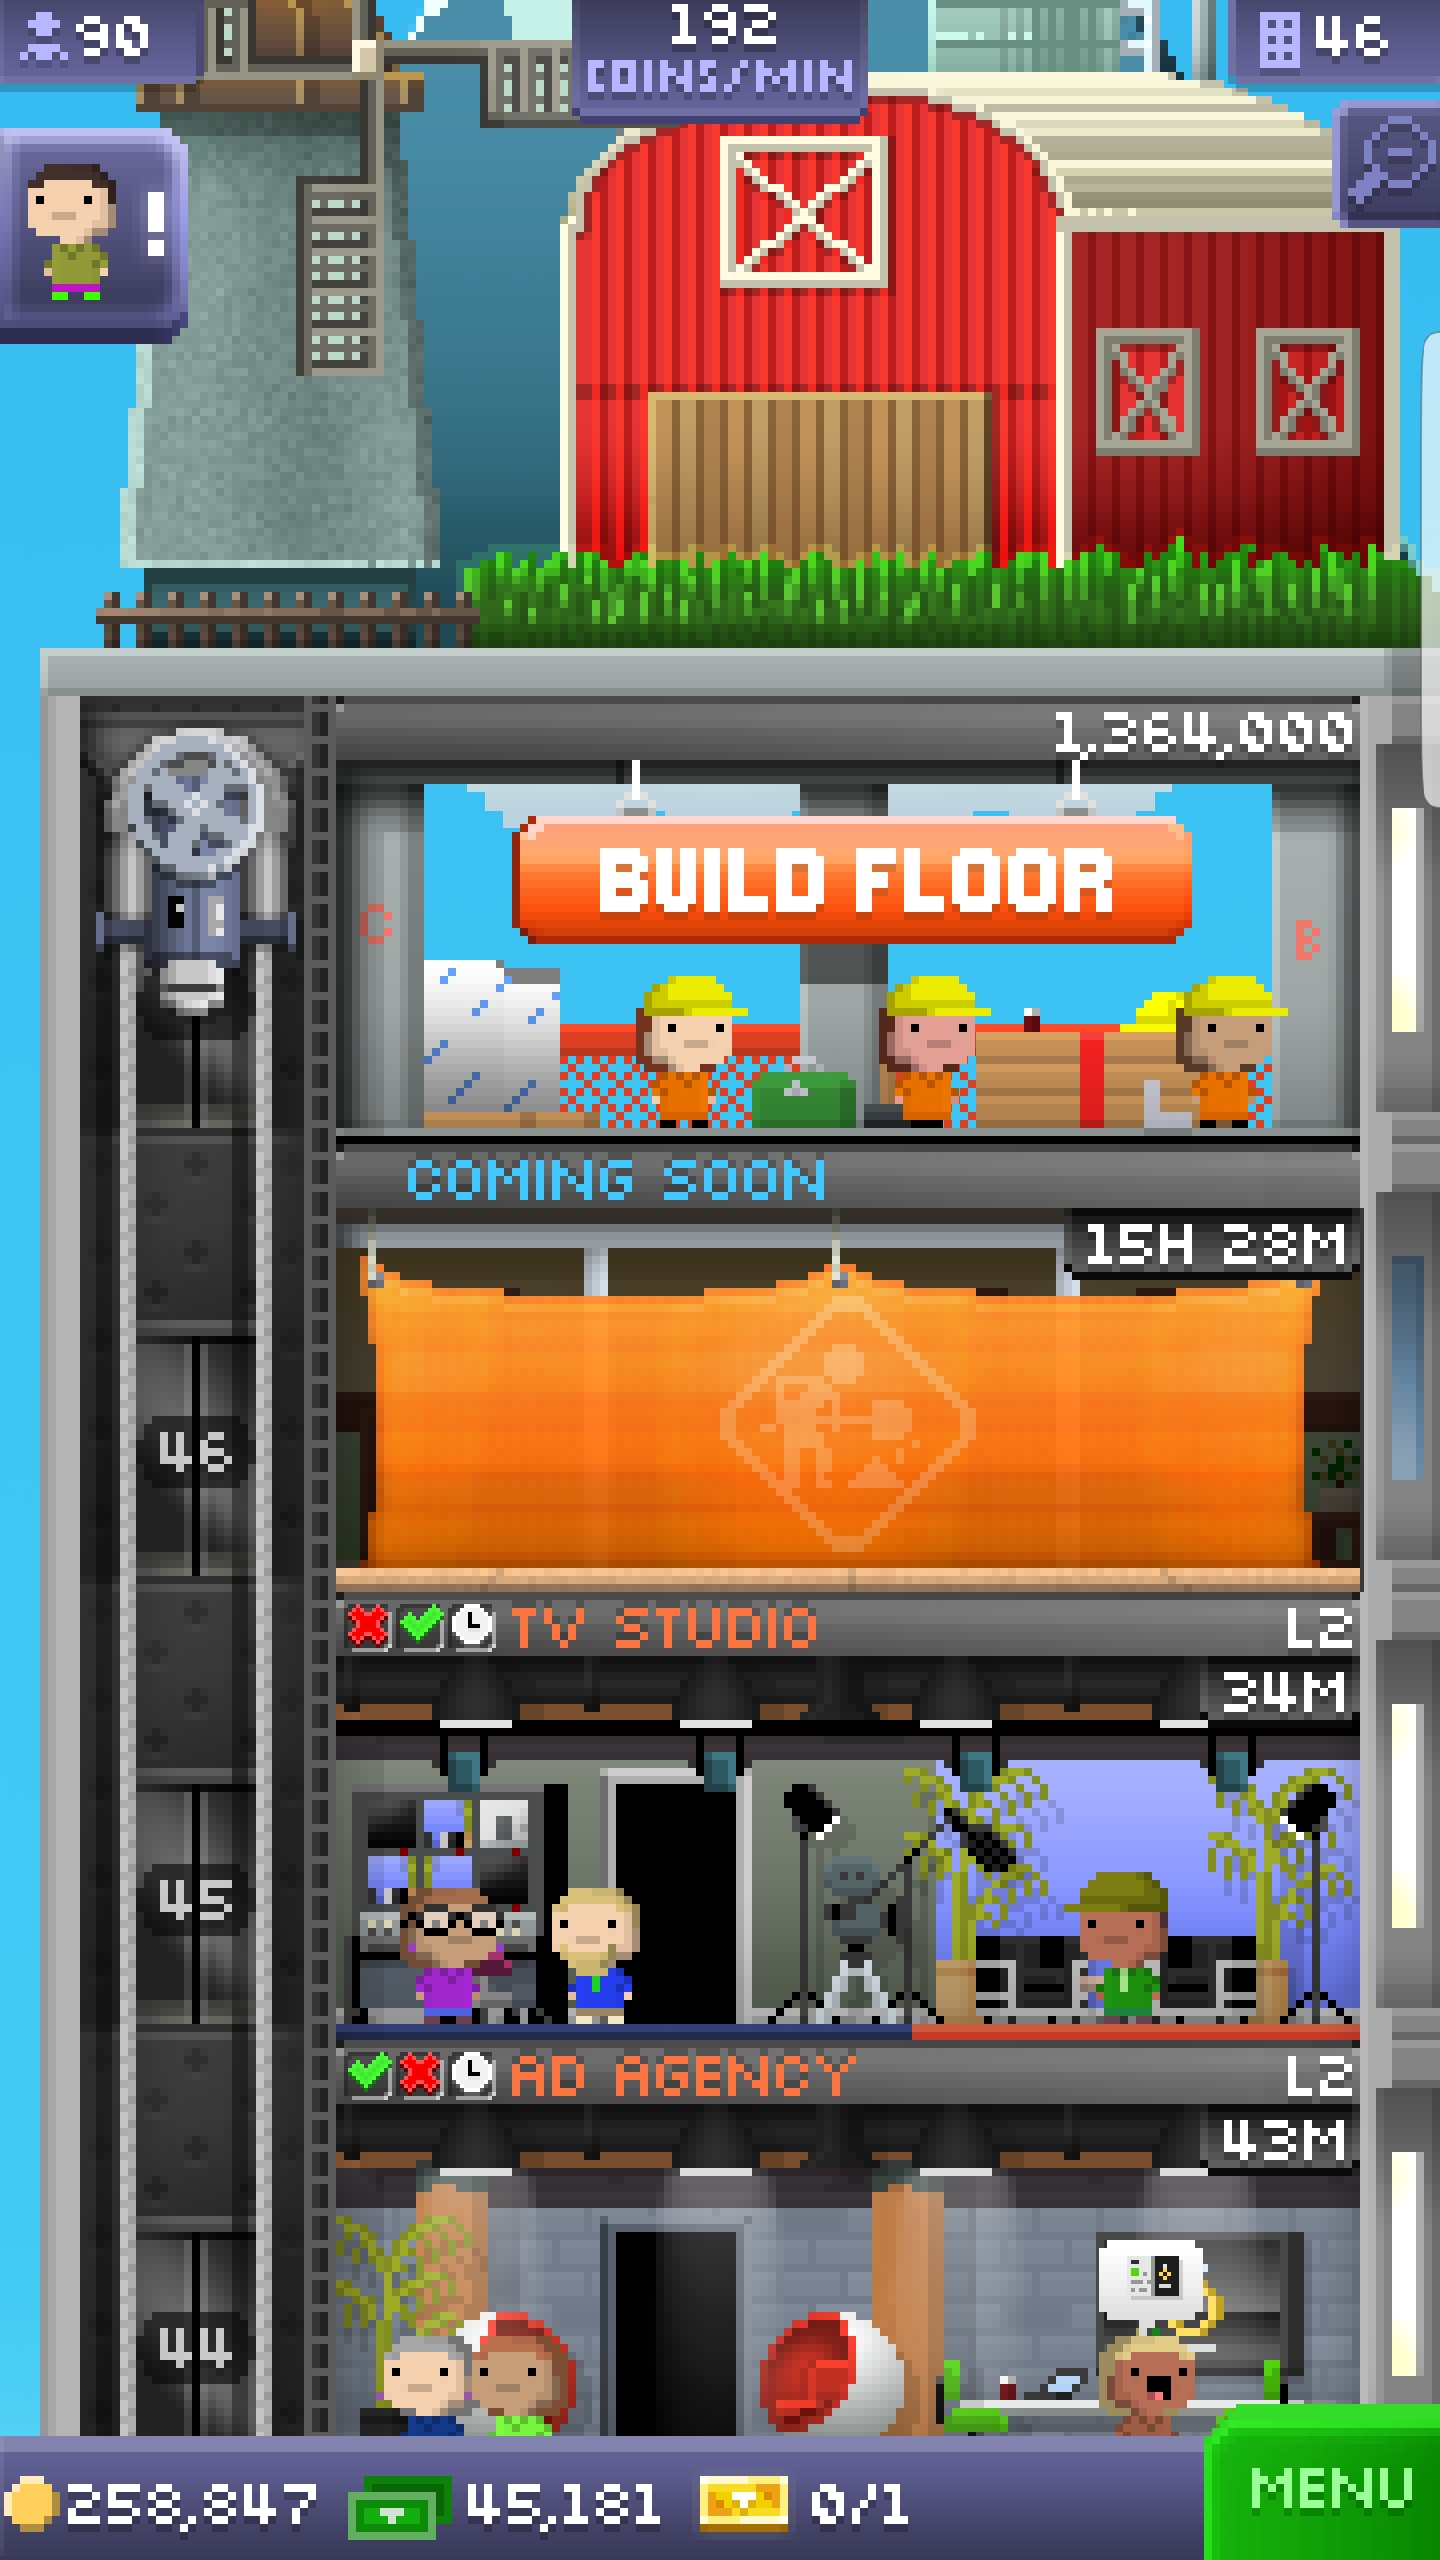 90
192
COINS/MIN
46
!
1,364,000
BUILD FLOOR
C
B
COMING SOON
15H 28M
46
TV STUDIO L2
34M
45
AD AGENCY L2
43M
44
258,847 45,181 0/1
MENU